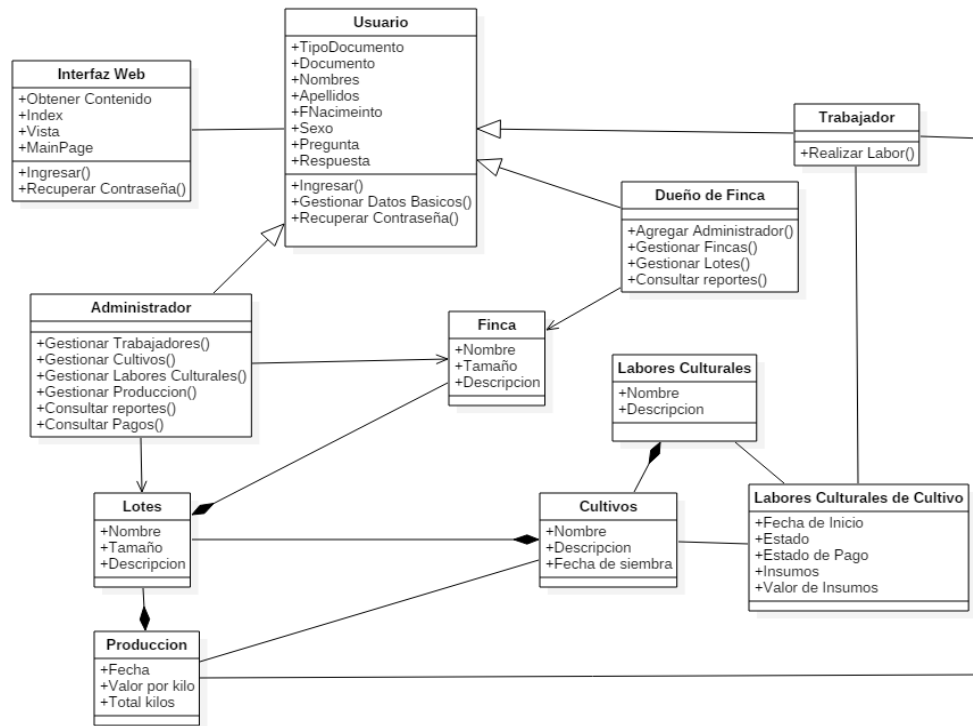 Usuario
+TipoDocumento
+Documento
+Nombres
+Apellidos
+FNacimeinto
+Sexo
+Pregunta
+Respuesta
+Ingresar()
+Gestionar Datos Basicos()
+Recuperar Contraseña()
Interfaz Web
+Obtener Contenido
+Index
+Vista
+MainPage
+Ingresar()
+Recuperar Contraseña()
Trabajador
+Realizar Labor()
Dueño de Finca
+Agregar Administrador()
+Gestionar Fincas()
+Gestionar Lotes()
+Consultar reportes()
Administrador
+Gestionar Trabajadores()
+Gestionar Cultivos()
+Gestionar Labores Culturales()
+Gestionar Produccion()
+Consultar reportes()
+Consultar Pagos()
Finca
+Nombre
+Tamaño
+Descripcion
Labores Culturales
+Nombre
+Descripcion
Lotes
+Nombre
+Tamaño
+Descripcion
Cultivos
+Nombre
+Descripcion
+Fecha de siembra
Labores Culturales de Cultivo
+Fecha de Inicio
+Estado
+Estado de Pago
+Insumos
+Valor de Insumos
Produccion
+Fecha
+Valor por kilo
+Total kilos